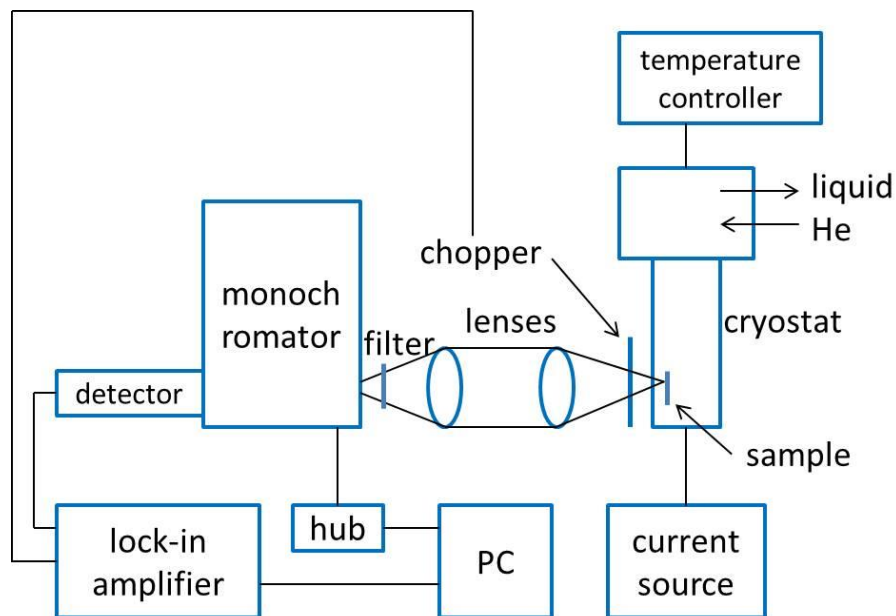 temperature
controller
liquid
He
chopper
monoch
romator
lenses
cryostat
filter
detector
sample
hub
lock-in
amplifier
PC
current
source